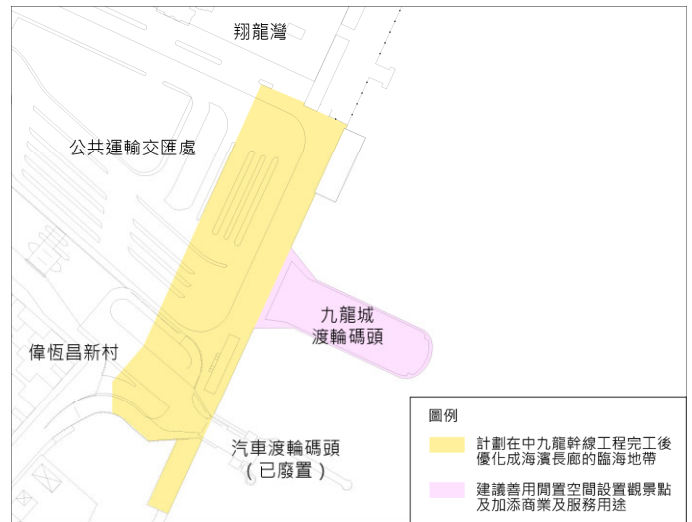 翔龍灣
公共運輸交匯處
九龍城
渡輪碼頭
偉恆昌新村
汽車渡輪碼頭
（已廢置）
圖例
計劃在中九龍幹線工程完工後
優化成海濱長廊的臨海地帶
建議善用閒置空間設置觀景點
及加添商業及服務用途